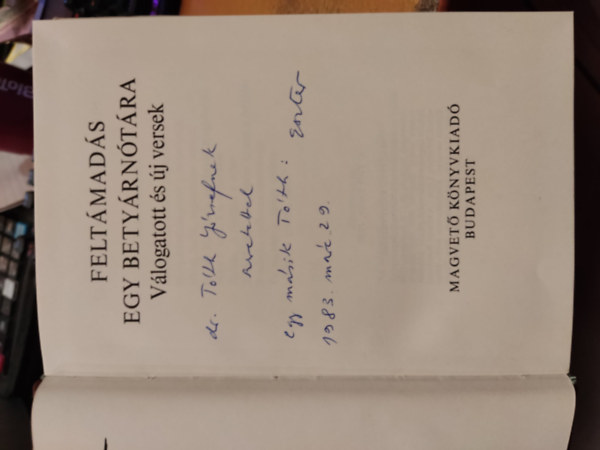 FELTÁMADÁS
EGY BETYÁRNÓTÁRA
Válogatott és új versek
dr. Tóth Józsefnek
szeretettel
egy másik Tóth: Eszter
1983. márc. 29.
MAGVETŐ KÖNYVKIADÓ
BUDAPEST